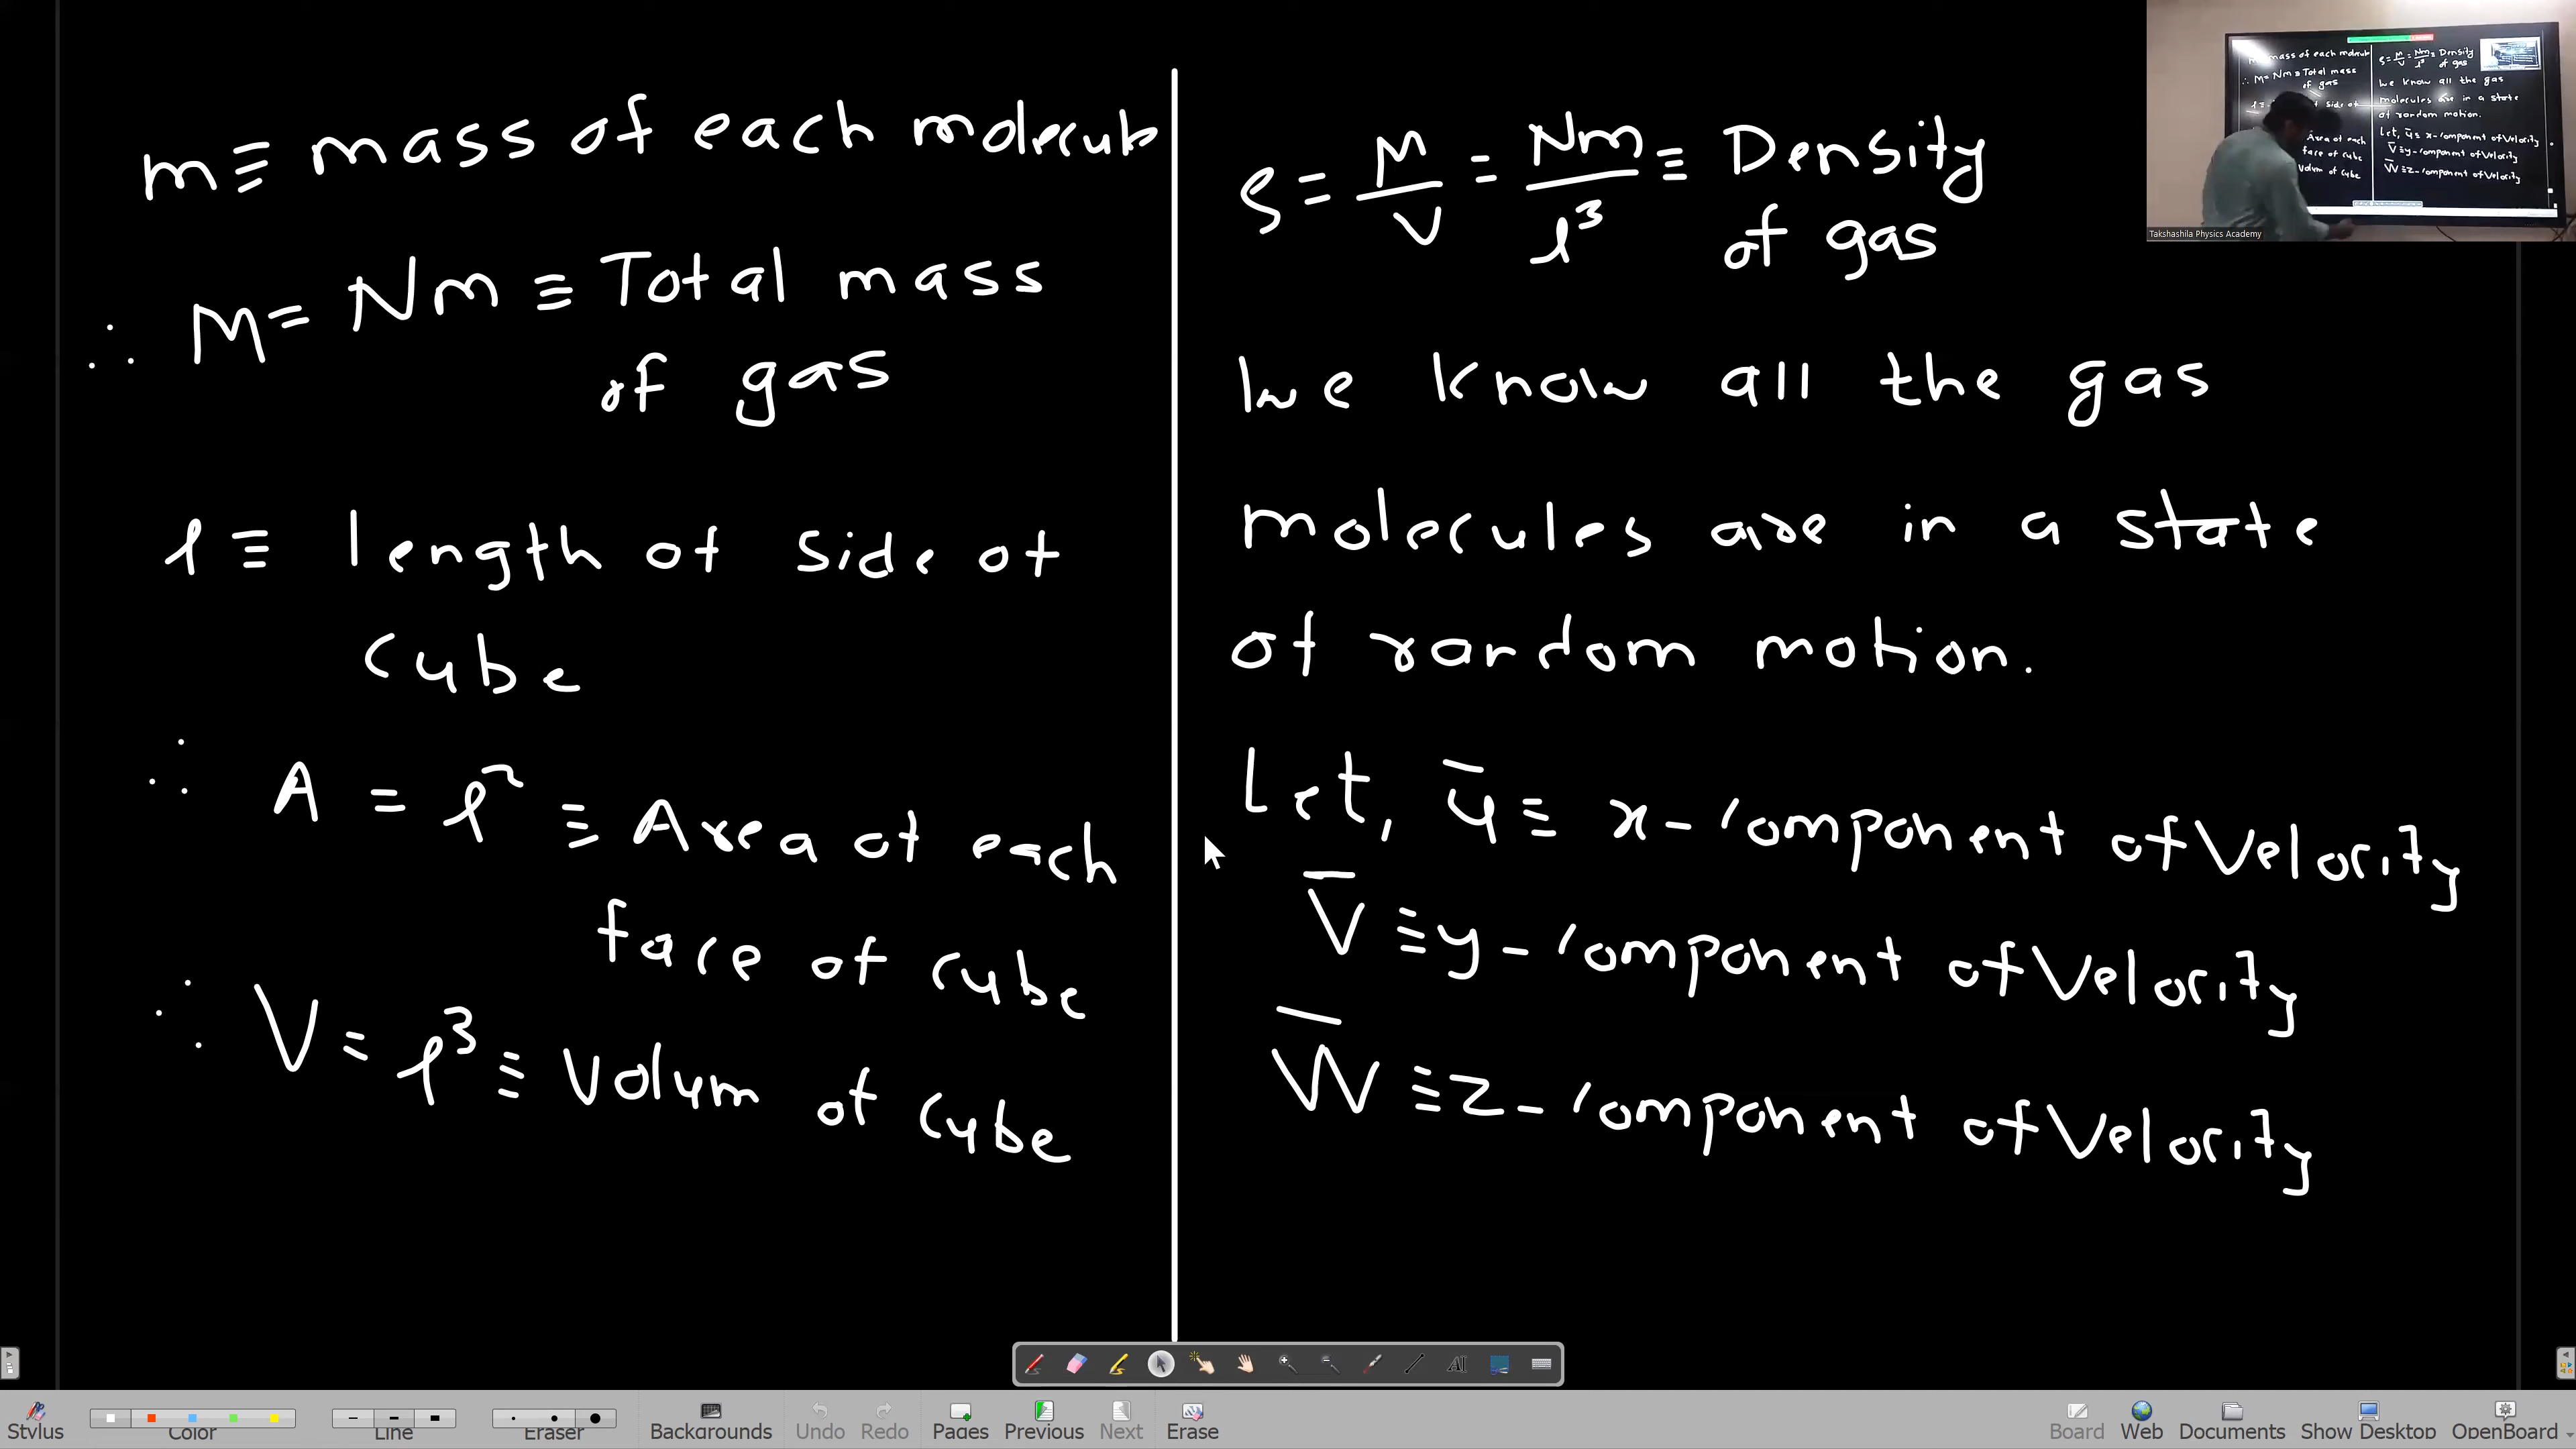 m ≡ mass of each molecule
∴ M = Nm ≡ Total mass
of gas
l ≡ length of side of
cube
∴ A = l² ≡ Area of each
face of cube
∴ V = l³ ≡ Volum of cube
ρ = M/V = Nm/l³ ≡ Density
of gas
We know all the gas
molecules are in a state
of random motion.
Let, ū ≡ x-component of Velocity
V̄ ≡ y-component of Velocity
W̄ ≡ z-component of Velocity
Takshashila Physics Academy
Stylus
Color
Line
Eraser
Backgrounds
Undo
Redo
Pages
Previous
Next
Erase
Board
Web
Documents
Show Desktop
OpenBoard